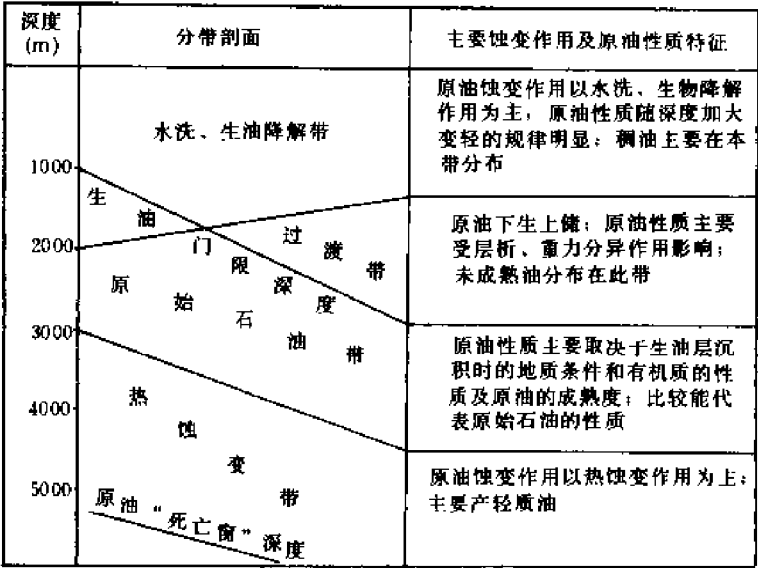 深度
(m)
分带剖面
主要蚀变作用及原油性质特征
水洗、生油降解带
原油蚀变作用以水洗、生物降解
作用为主；原油性质随深度加大
变轻的规律明显；稠油主要在本
带分布
1000
2000
3000
4000
5000
生油门限深度
过渡带
原油下生上储；原油性质主要
受层析、重力分异作用影响；
未成熟油分布在此带
原始石油带
原油性质主要取决于生油层沉
积时的地质条件和有机质的性
质及原油的成熟度；比较能代
表原始石油的性质
热蚀变带
原油蚀变作用以热蚀变作用为上；
主要产轻质油
原油“死亡窗”深度